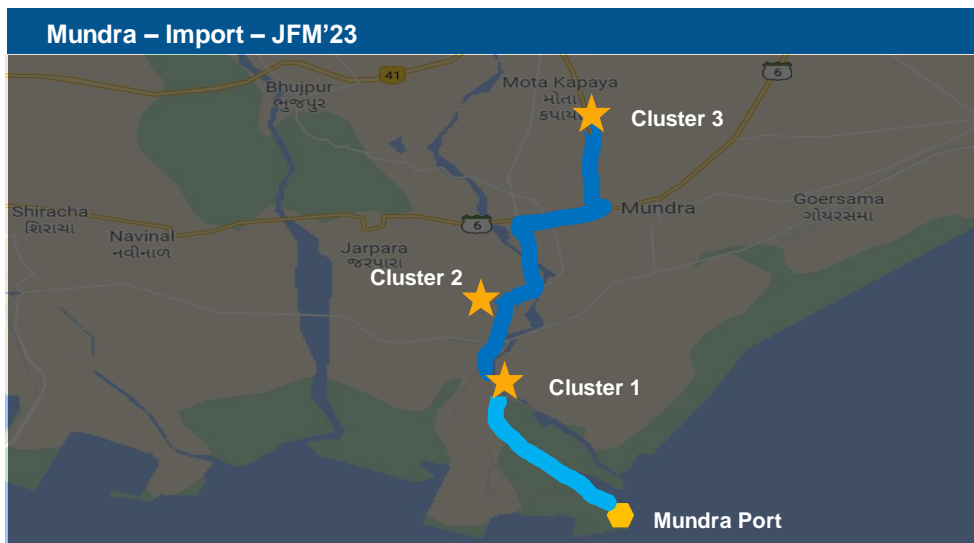 Mundra – Import – JFM'23
41
6
Bhujpur
ભુજપુર
Mota Kapaya
મોતા
કપાયા
Cluster 3
Shiracha
શિરાચા
Navinal
નવીનાળ
6
Mundra
Goersama
ગોયરસમા
Jarpara
જરપારા
Cluster 2
Cluster 1
Mundra Port